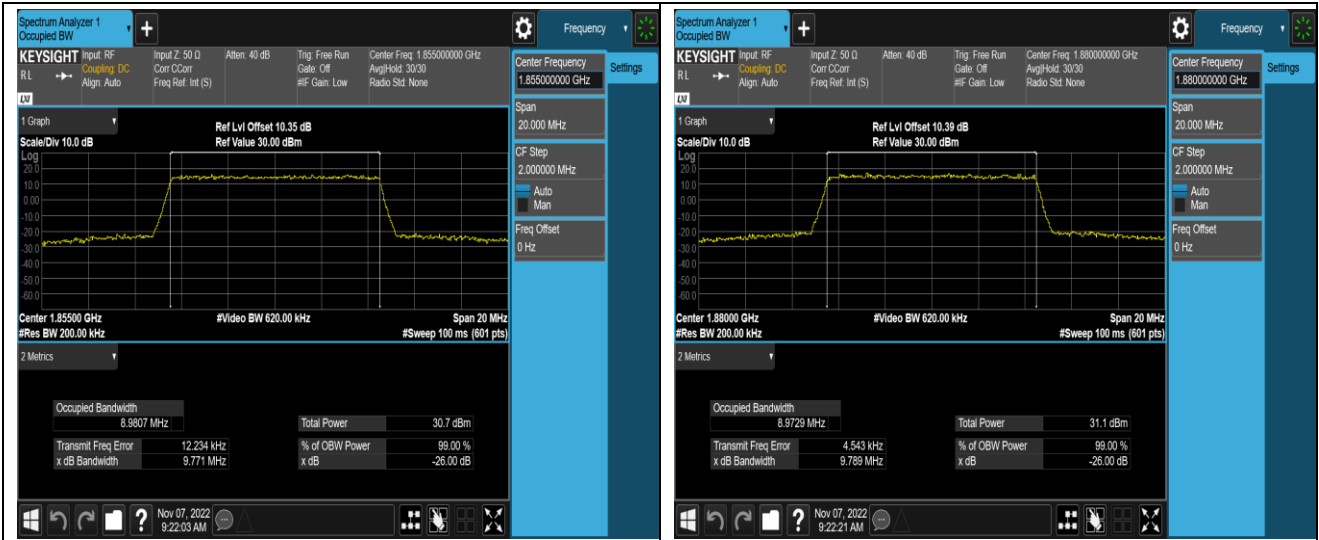 Spectrum Analyzer 1
Occupied BW
+
Frequency
KEYSIGHT Input: RF Input Z: 50 Ω Atten: 40 dB Trig: Free Run Center Freq: 1.855000000 GHz
RL Coupling: DC Corr CCorr Gate: Off Avg|Hold: 30/30
Align: Auto Freq Ref: Int (S) #IF Gain: Low Radio Std: None
LXI
Center Frequency
1.855000000 GHz
Settings
Span
20.000 MHz
CF Step
2.000000 MHz
Auto
Man
Freq Offset
0 Hz
1 Graph
Ref Lvl Offset 10.35 dB
Scale/Div 10.0 dB Ref Value 30.00 dBm
Log
20.0
10.0
0.00
-10.0
-20.0
-30.0
-40.0
-50.0
-60.0
Center 1.85500 GHz #Video BW 620.00 kHz Span 20 MHz
#Res BW 200.00 kHz #Sweep 100 ms (601 pts)
2 Metrics
Occupied Bandwidth
8.9807 MHz Total Power 30.7 dBm
Transmit Freq Error 12.234 kHz % of OBW Power 99.00 %
x dB Bandwidth 9.771 MHz x dB -26.00 dB
? Nov 07, 2022
9:22:03 AM
Spectrum Analyzer 1
Occupied BW
+
Frequency
KEYSIGHT Input: RF Input Z: 50 Ω Atten: 40 dB Trig: Free Run Center Freq: 1.880000000 GHz
RL Coupling: DC Corr CCorr Gate: Off Avg|Hold: 30/30
Align: Auto Freq Ref: Int (S) #IF Gain: Low Radio Std: None
LXI
Center Frequency
1.880000000 GHz
Settings
Span
20.000 MHz
CF Step
2.000000 MHz
Auto
Man
Freq Offset
0 Hz
1 Graph
Ref Lvl Offset 10.39 dB
Scale/Div 10.0 dB Ref Value 30.00 dBm
Log
20.0
10.0
0.00
-10.0
-20.0
-30.0
-40.0
-50.0
-60.0
Center 1.88000 GHz #Video BW 620.00 kHz Span 20 MHz
#Res BW 200.00 kHz #Sweep 100 ms (601 pts)
2 Metrics
Occupied Bandwidth
8.9729 MHz Total Power 31.1 dBm
Transmit Freq Error 4.543 kHz % of OBW Power 99.00 %
x dB Bandwidth 9.789 MHz x dB -26.00 dB
? Nov 07, 2022
9:22:21 AM